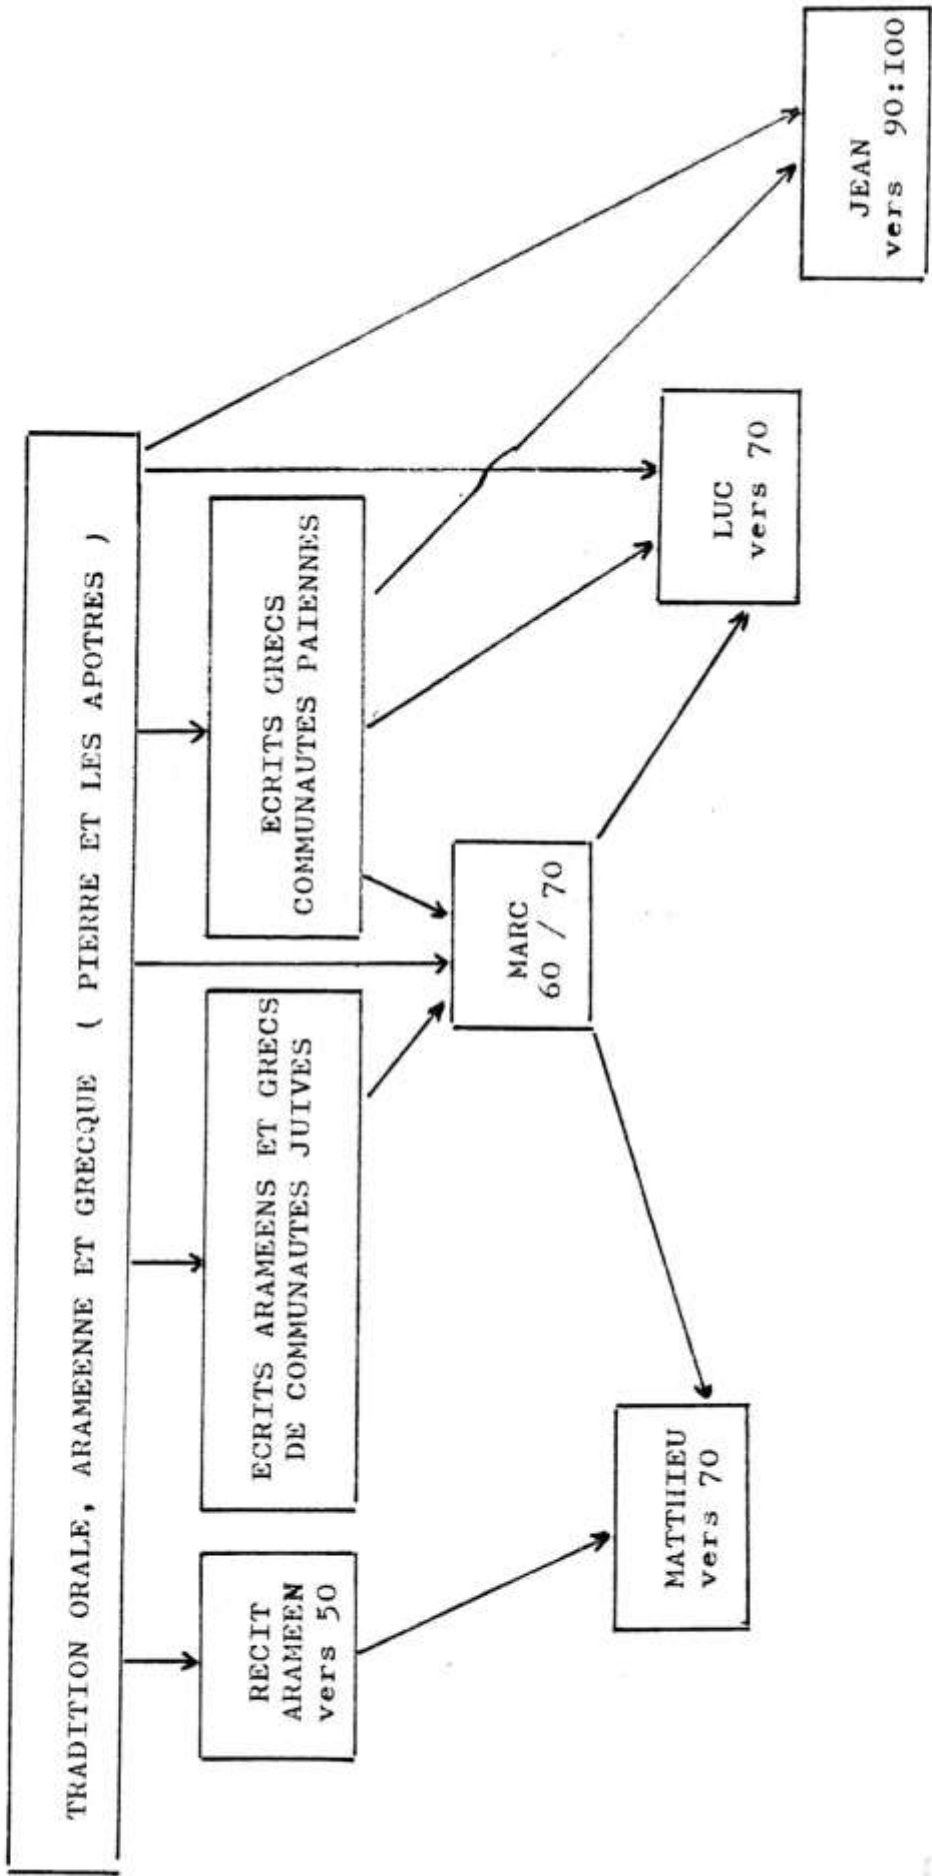 TRADITION ORALE, ARAMEENNE ET GRECQUE ( PIERRE ET LES APOTRES )
RECIT
ARAMEEN
vers 50
ECRITS ARAMEENS ET GRECS
DE COMMUNAUTES JUIVES
ECRITS GRECS
COMMUNAUTES PAIENNES
MARC
60 / 70
MATTHIEU
vers 70
LUC
vers 70
JEAN
vers 90:100